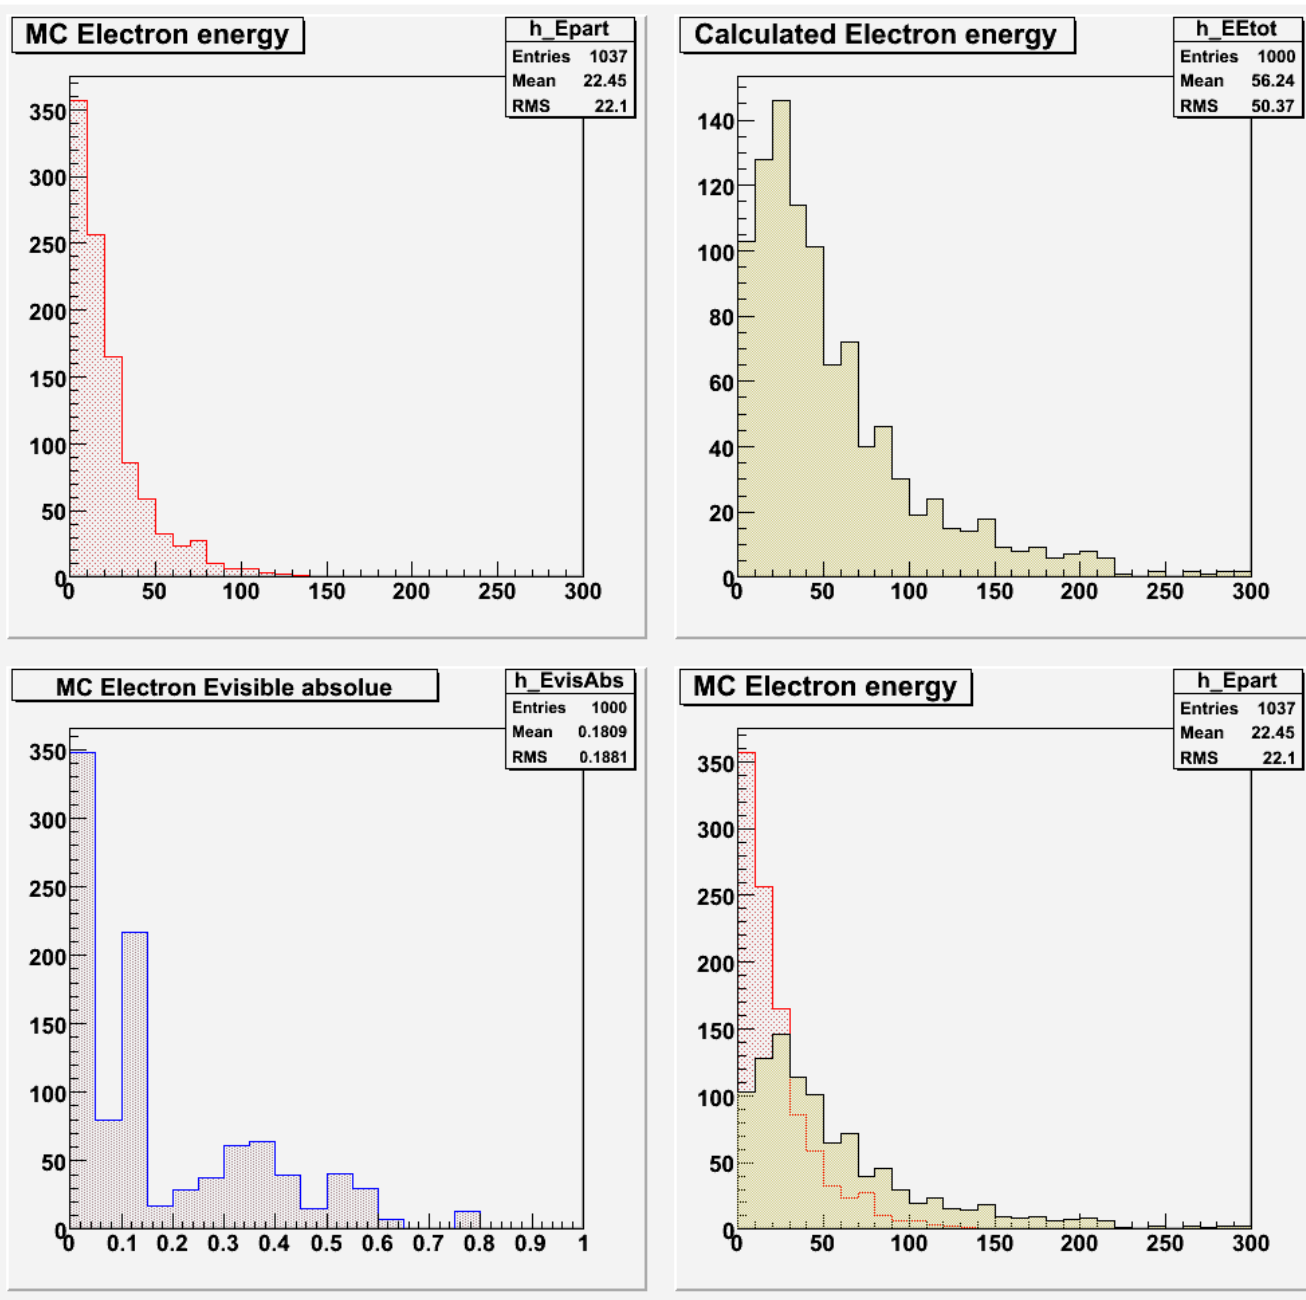 MC Electron energy
h_Epart
Entries 1037
Mean 22.45
RMS 22.1
350
300
250
200
150
100
50
0
0 50 100 150 200 250 300
Calculated Electron energy
h_EEtot
Entries 1000
Mean 56.24
RMS 50.37
140
120
100
80
60
40
20
0
0 50 100 150 200 250 300
MC Electron Evisible absolue
h_EvisAbs
Entries 1000
Mean 0.1809
RMS 0.1881
350
300
250
200
150
100
50
0
0 0.1 0.2 0.3 0.4 0.5 0.6 0.7 0.8 0.9 1
MC Electron energy
h_Epart
Entries 1037
Mean 22.45
RMS 22.1
350
300
250
200
150
100
50
0
0 50 100 150 200 250 300